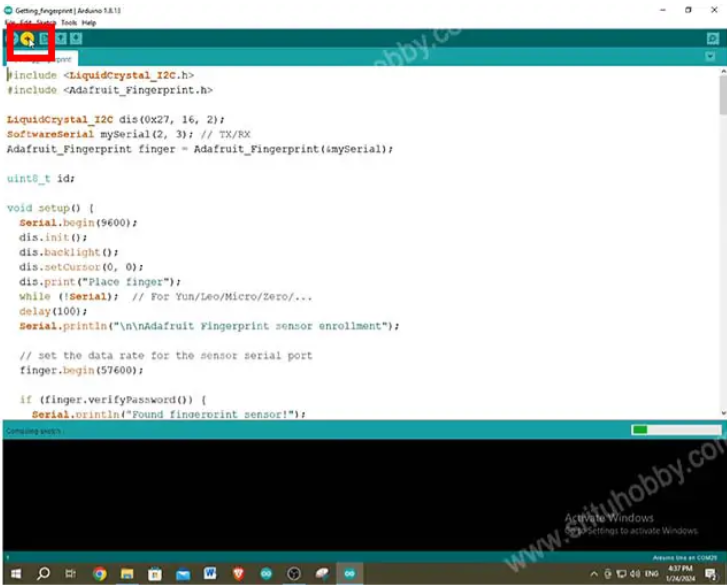 Getting_fingerprint | Arduino 1.8.13
File Edit Sketch Tools Help
#include <LiquidCrystal_I2C.h>
#include <Adafruit_Fingerprint.h>
LiquidCrystal_I2C dis(0x27, 16, 2);
SoftwareSerial mySerial(2, 3); // TX/RX
Adafruit_Fingerprint finger = Adafruit_Fingerprint(&mySerial);
uint8_t id;
void setup() {
Serial.begin(9600);
dis.init();
dis.backlight();
dis.setCursor(0, 0);
dis.print("Place finger");
while (!Serial);  // For Yun/Leo/Micro/Zero/...
delay(100);
Serial.println("\n\nAdafruit Fingerprint sensor enrollment");
// set the data rate for the sensor serial port
finger.begin(57600);
if (finger.verifyPassword()) {
Serial.println("Found fingerprint sensor!");
Compiling sketch...
Activate Windows
Go to Settings to activate Windows.
www.srituhobby.com
1
Arduino Uno on COM28
ENG
4:37 PM
1/24/2024